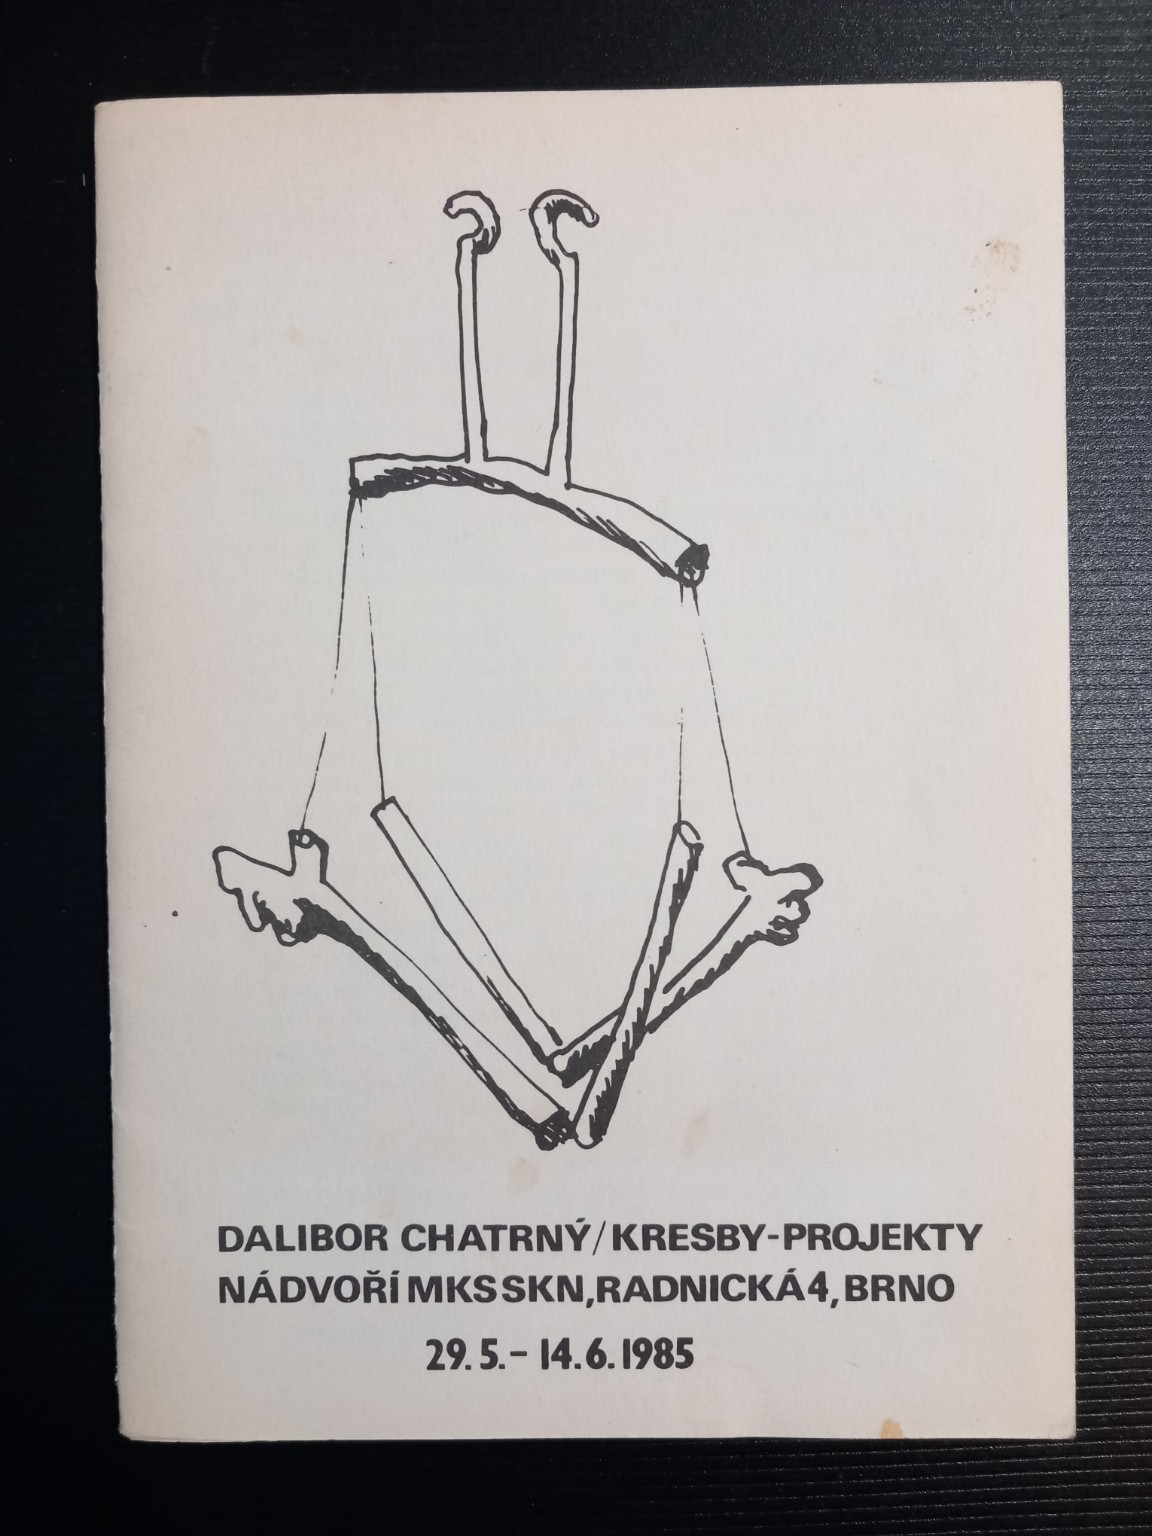 DALIBOR CHATRNÝ/KRESBY-PROJEKTY
NÁDVOŘÍ MKS SKN, RADNICKÁ 4, BRNO
29. 5. - 14. 6. 1985